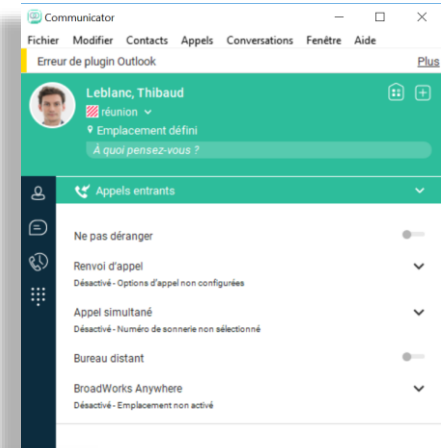 Communicator
Fichier Modifier Contacts Appels Conversations Fenêtre Aide
Erreur de plugin Outlook Plus
Leblanc, Thibaud
réunion
Emplacement défini
À quoi pensez-vous ?
Appels entrants
Ne pas déranger
Renvoi d'appel
Désactivé - Options d'appel non configurées
Appel simultané
Désactivé - Numéro de sonnerie non sélectionné
Bureau distant
BroadWorks Anywhere
Désactivé - Emplacement non activé